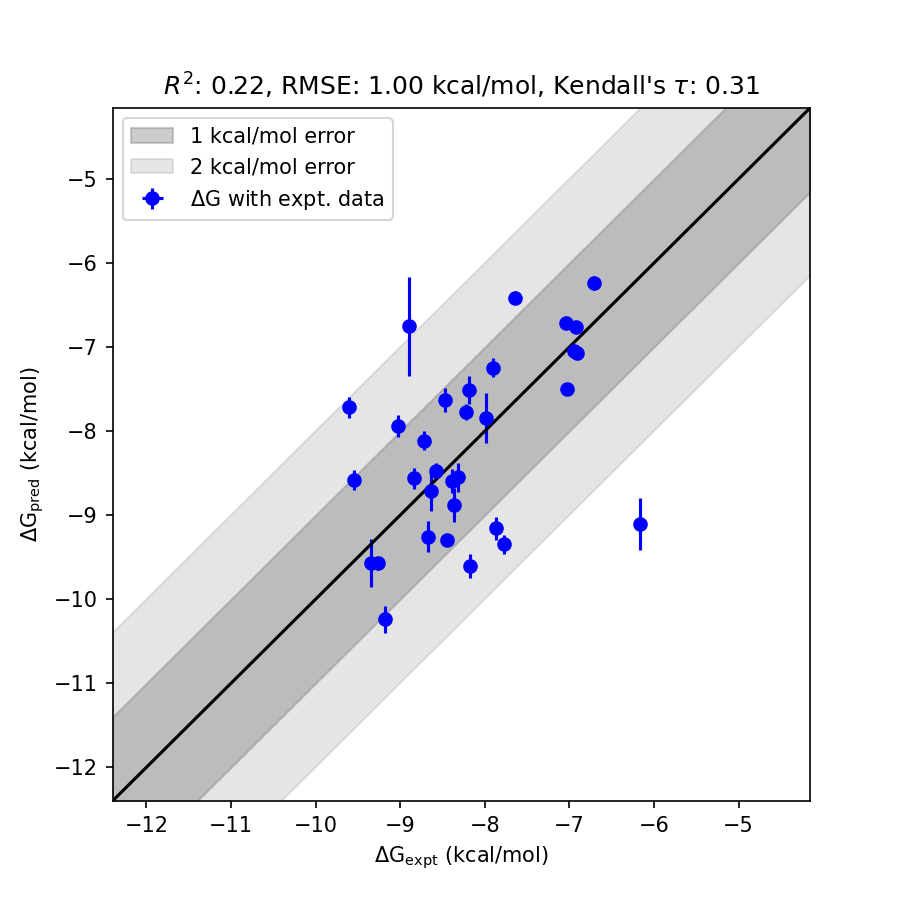 R²: 0.22, RMSE: 1.00 kcal/mol, Kendall's τ: 0.31
1 kcal/mol error
2 kcal/mol error
ΔG with expt. data
−5
−6
−7
−8
−9
−10
−11
−12
ΔG_pred (kcal/mol)
−12 −11 −10 −9 −8 −7 −6 −5
ΔG_expt (kcal/mol)